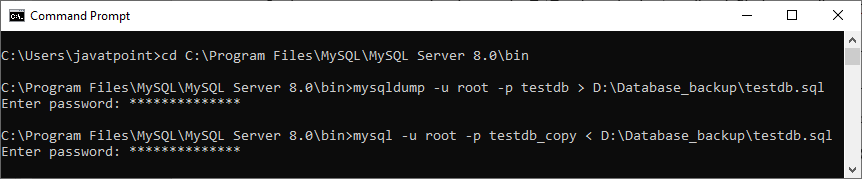 Command Prompt
C:\Users\javatpoint>cd C:\Program Files\MySQL\MySQL Server 8.0\bin
C:\Program Files\MySQL\MySQL Server 8.0\bin>mysqldump -u root -p testdb > D:\Database_backup\testdb.sql
Enter password: **************
C:\Program Files\MySQL\MySQL Server 8.0\bin>mysql -u root -p testdb_copy < D:\Database_backup\testdb.sql
Enter password: **************